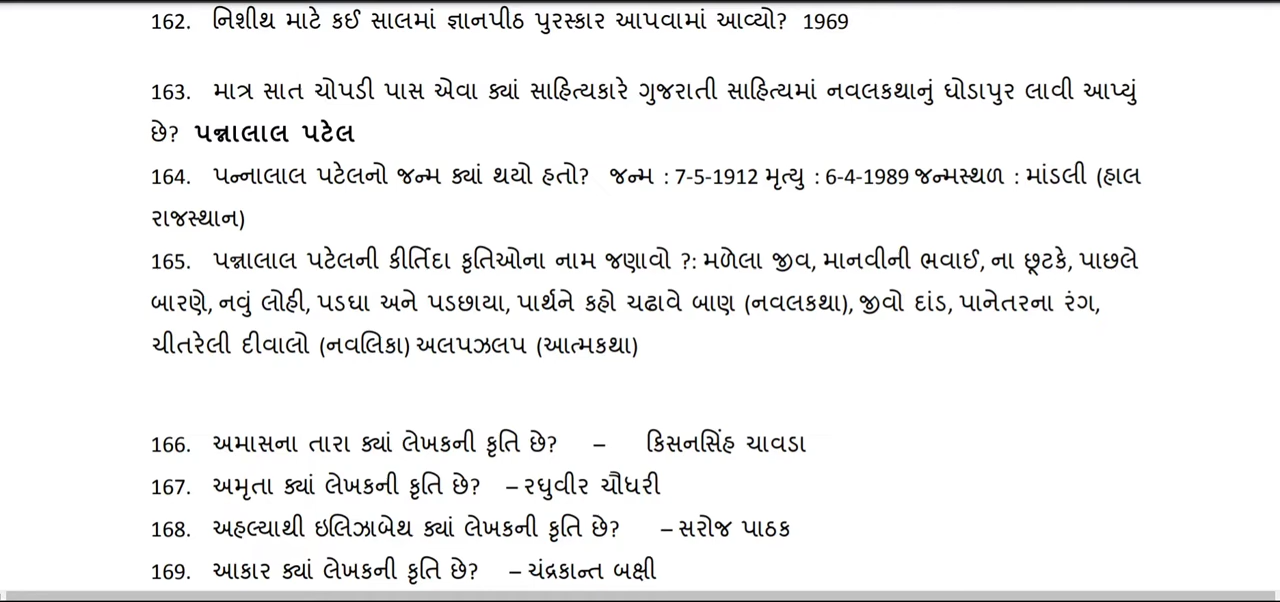 162. નિશીથ માટે કઈ સાલમાં જ્ઞાનપીઠ પુરસ્કાર આપવામાં આવ્યો? 1969
163. માત્ર સાત ચોપડી પાસ એવા ક્યાં સાહિત્યકારે ગુજરાતી સાહિત્યમાં નવલકથાનું ઘોડાપુર લાવી આપ્યું
છે? પન્નાલાલ પટેલ
164. પન્નાલાલ પટેલનો જન્મ ક્યાં થયો હતો? જન્મ : 7-5-1912 મૃત્યુ : 6-4-1989 જન્મસ્થળ : માંડલી (હાલ
રાજસ્થાન)
165. પન્નાલાલ પટેલની કીર્તિદા કૃતિઓના નામ જણાવો ?: મળેલા જીવ, માનવીની ભવાઈ, ના છૂટકે, પાછલે
બારણે, નવું લોહી, પડઘા અને પડછાયા, પાર્થને કહો ચઢાવે બાણ (નવલકથા), જીવો દાંડ, પાનેતરના રંગ,
ચીતરેલી દીવાલો (નવલિકા) અલપઝલપ (આત્મકથા)
166. અમાસના તારા ક્યાં લેખકની કૃતિ છે? – કિસનસિંહ ચાવડા
167. અમૃતા ક્યાં લેખકની કૃતિ છે? – રઘુવીર ચૌધરી
168. અહલ્યાથી ઇલિઝાબેથ ક્યાં લેખકની કૃતિ છે? – સરોજ પાઠક
169. આકાર ક્યાં લેખકની કૃતિ છે? – ચંદ્રકાન્ત બક્ષી